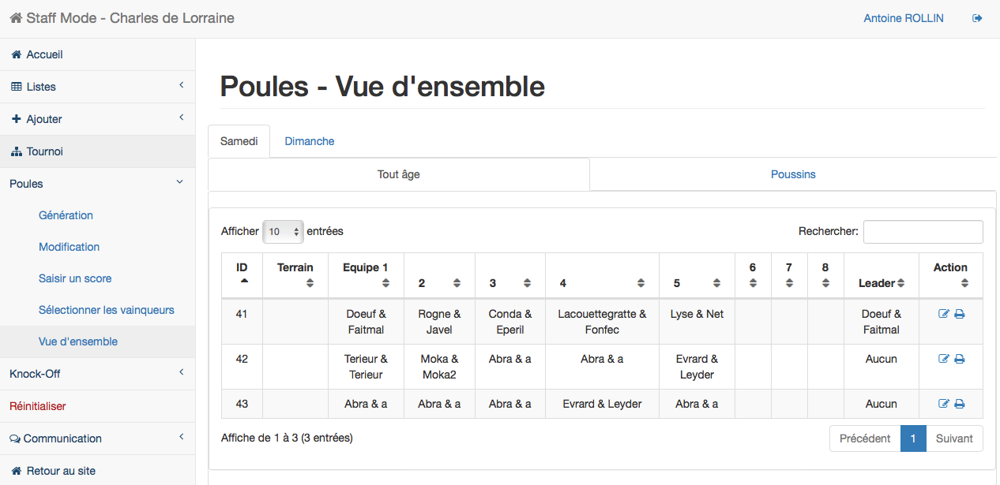 Staff Mode - Charles de Lorraine
Antoine ROLLIN
Accueil
Listes
Ajouter
Tournoi
Poules
Génération
Modification
Saisir un score
Sélectionner les vainqueurs
Vue d'ensemble
Knock-Off
Réinitialiser
Communication
Retour au site
Poules - Vue d'ensemble
Samedi Dimanche
Tout âge Poussins
Afficher 10 entrées Rechercher:
ID Terrain Equipe 1 2 3 4 5 6 7 8 Leader Action
41 Doeuf & Rogne & Conda & Lacouettegratte & Lyse & Net Doeuf &
Faitmal Javel Eperil Fonfec Faitmal
42 Terieur & Moka & Abra & a Abra & a Evrard & Aucun
Terieur Moka2 Leyder
43 Abra & a Abra & a Abra & a Evrard & Leyder Abra & a Aucun
Affiche de 1 à 3 (3 entrées)
Précédent 1 Suivant